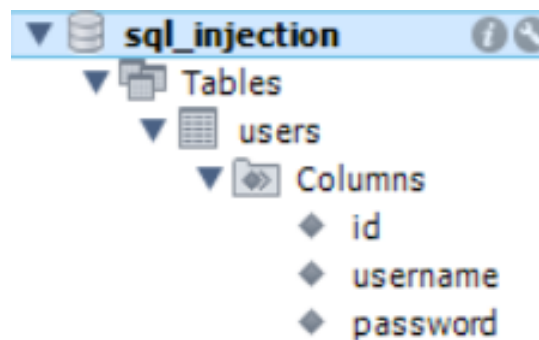 sql_injection
Tables
users
Columns
id
username
password